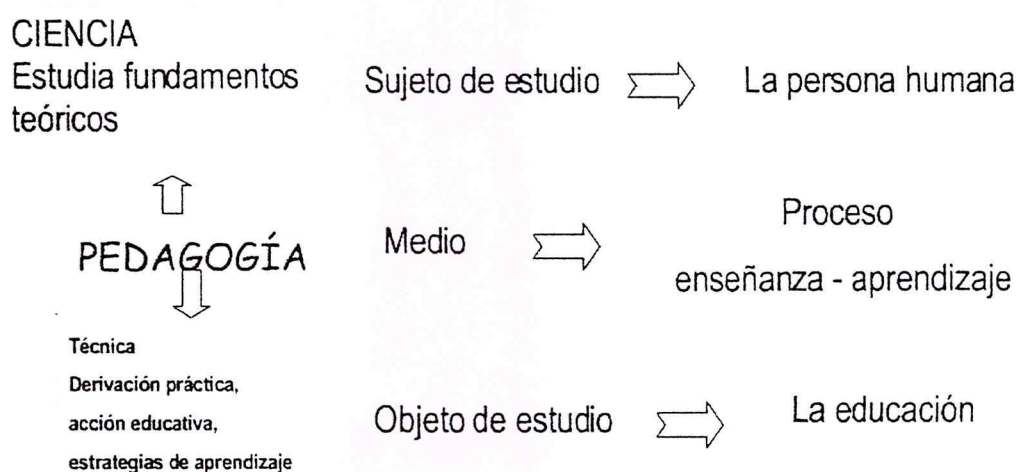 CIENCIA
Estudia fundamentos
teóricos
PEDAGOGÍA
Técnica
Derivación práctica,
acción educativa,
estrategias de aprendizaje
Sujeto de estudio
La persona humana
Medio
Proceso
enseñanza - aprendizaje
Objeto de estudio
La educación